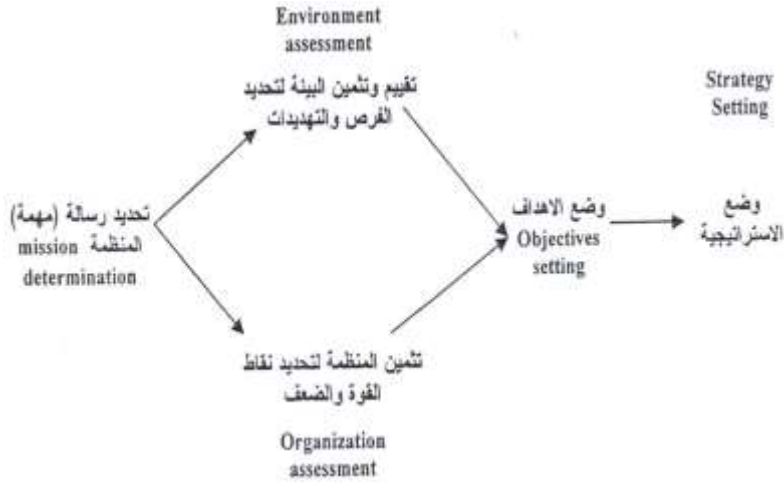 Environment
assessment
تقييم وتثمين البيئة لتحديد
الفرص والتهديدات
Strategy
Setting
تحديد رسالة (مهمة)
المنظمة mission
determination
وضع الاهداف
Objectives
setting
وضع
الاستراتيجية
تثمين المنظمة لتحديد نقاط
القوة والضعف
Organization
assessment